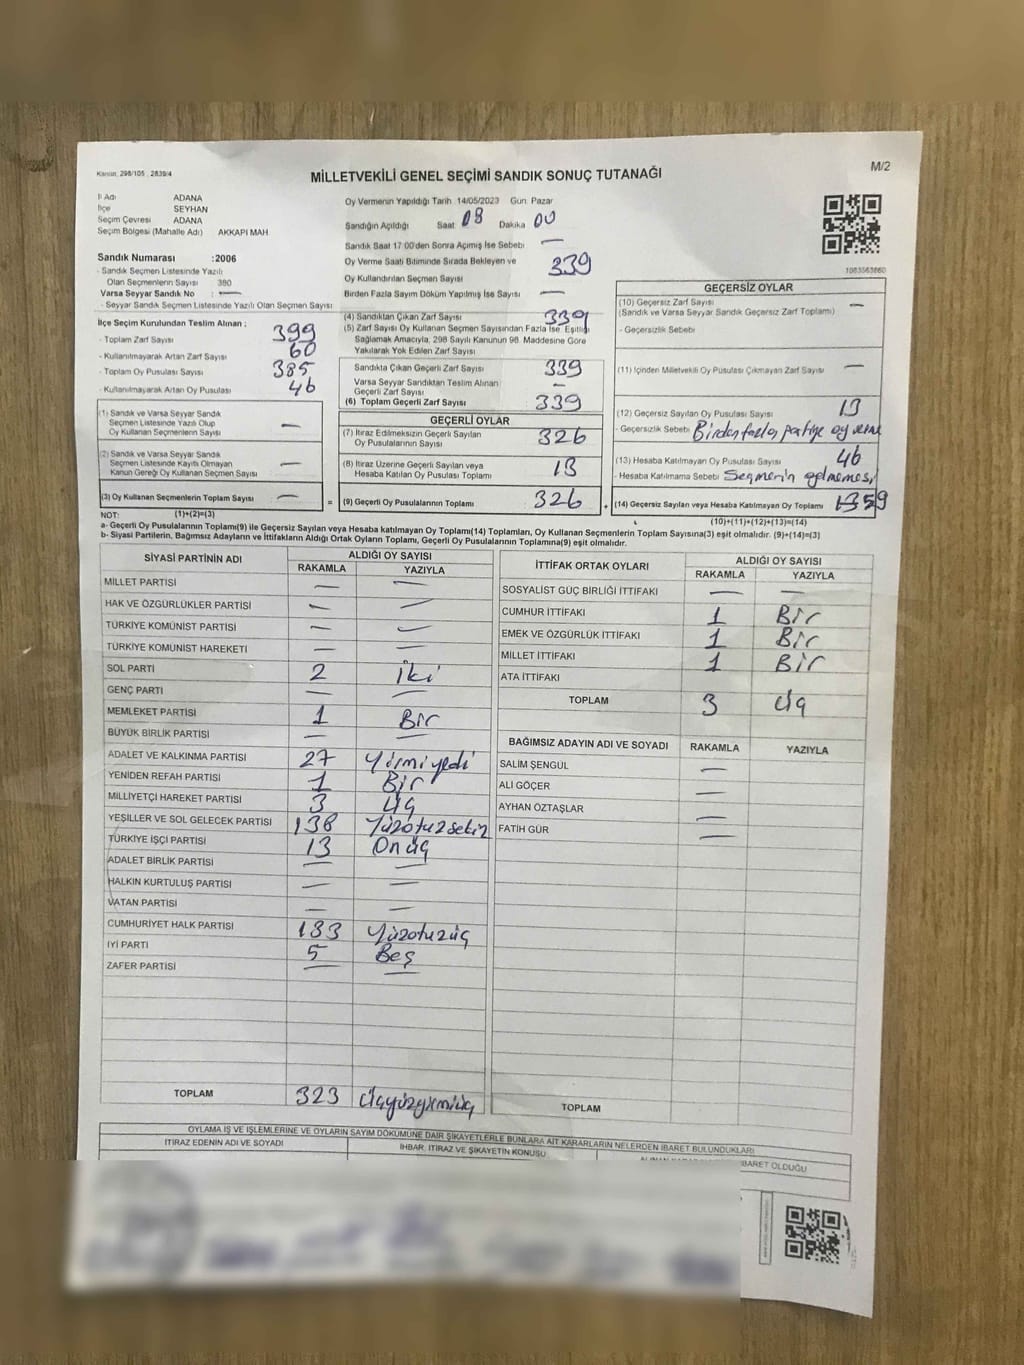 Kanun, 298/105 , 2839/4
M/2
MİLLETVEKİLİ GENEL SEÇİMİ SANDIK SONUÇ TUTANAĞI
İl Adı ADANA
İlçe SEYHAN
Seçim Çevresi ADANA
Seçim Bölgesi (Mahalle Adı) AKKAPI MAH
Sandık Numarası :2006
- Sandık Seçmen Listesinde Yazılı
Olan Seçmenlerin Sayısı 380
Varsa Seyyar Sandık No : —
- Seyyar Sandık Seçmen Listesinde Yazılı Olan Seçmen Sayısı
İlçe Seçim Kurulundan Teslim Alınan :
- Toplam Zarf Sayısı 399
- Kullanılmayarak Artan Zarf Sayısı 60
- Toplam Oy Pusulası Sayısı 385
- Kullanılmayarak Artan Oy Pusulası 46
(1) Sandık ve Varsa Seyyar Sandık
Seçmen Listesinde Yazılı Olup
Oy Kullanan Seçmenlerin Sayısı —
(2) Sandık ve Varsa Seyyar Sandık
Seçmen Listesinde Kayıtlı Olmayan
Kanun Gereği Oy Kullanan Seçmen Sayısı —
(3) Oy Kullanan Seçmenlerin Toplam Sayısı — =
Oy Vermenin Yapıldığı Tarih 14/05/2023 Gün Pazar
Sandığın Açıldığı Saat 08 Dakika 00
Sandık Saat 17:00'den Sonra Açılmış İse Sebebi —
Oy Verme Saati Bitiminde Sırada Bekleyen ve
Oy Kullandırılan Seçmen Sayısı 339
Birden Fazla Sayım Döküm Yapılmış İse Sayısı —
(4) Sandıktan Çıkan Zarf Sayısı 339
(5) Zarf Sayısı Oy Kullanan Seçmen Sayısından Fazla İse, Eşitliği
Sağlamak Amacıyla, 298 Sayılı Kanunun 98. Maddesine Göre
Yakılarak Yok Edilen Zarf Sayısı
Sandıkta Çıkan Geçerli Zarf Sayısı 339
Varsa Seyyar Sandıktan Teslim Alınan
Geçerli Zarf Sayısı —
(6) Toplam Geçerli Zarf Sayısı 339
GEÇERLİ OYLAR
(7) İtiraz Edilmeksizin Geçerli Sayılan
Oy Pusulasının Sayısı 326
(8) İtiraz Üzerine Geçerli Sayılan veya
Hesaba Katılan Oy Pusulası Sayısı 13
(9) Geçerli Oy Pusulalarının Toplamı 326 +
1083563860
GEÇERSİZ OYLAR
(10) Geçersiz Zarf Sayısı —
(Sandık ve Varsa Seyyar Sandık Geçersiz Zarf Toplamı)
- Geçersizlik Sebebi :
(11) İçinden Milletvekili Oy Pusulası Çıkmayan Zarf Sayısı —
(12) Geçersiz Sayılan Oy Pusulası Sayısı 13
- Geçersizlik Sebebi : Birden fazla partiye oy verme
(13) Hesaba Katılmayan Oy Pusulası Sayısı 46
- Hesaba Katılmama Sebebi : Seçmenin gelmemesi
(14) Geçersiz Sayılan veya Hesaba Katılmayan Oy Toplamı 59
NOT: (1)+(2)=(3) (10)+(11)+(12)+(13)=(14)
a- Geçerli Oy Pusulalarının Toplamı(9) ile Geçersiz Sayılan veya Hesaba katılmayan Oy Toplamı(14) Toplamları, Oy Kullanan Seçmenlerin Toplam Sayısına(3) eşit olmalıdır. (9)+(14)=(3)
b- Siyasi Partilerin, Bağımsız Adayların ve İttifakların Aldığı Ortak Oyların Toplamı, Geçerli Oy Pusulalarının Toplamına(9) eşit olmalıdır.
SİYASİ PARTİNİN ADI ALDIĞI OY SAYISI
RAKAMLA YAZIYLA
MİLLET PARTİSİ — —
HAK VE ÖZGÜRLÜKLER PARTİSİ — —
TÜRKİYE KOMÜNİST PARTİSİ — —
TÜRKİYE KOMÜNİST HAREKETİ — —
SOL PARTİ 2 İki
GENÇ PARTİ — —
MEMLEKET PARTİSİ 1 Bir
BÜYÜK BİRLİK PARTİSİ — —
ADALET VE KALKINMA PARTİSİ 27 Yirmiyedi
YENİDEN REFAH PARTİSİ 1 Bir
MİLLİYETÇİ HAREKET PARTİSİ 3 Üç
YEŞİLLER VE SOL GELECEK PARTİSİ 138 Yüzotuzsekiz
TÜRKİYE İŞÇİ PARTİSİ 13 Onüç
ADALET BİRLİK PARTİSİ — —
HALKIN KURTULUŞ PARTİSİ — —
VATAN PARTİSİ — —
CUMHURİYET HALK PARTİSİ 133 Yüzotuzüç
İYİ PARTİ 5 Beş
ZAFER PARTİSİ — —
TOPLAM 323 Üçyüzyirmiüç
İTTİFAK ORTAK OYLARI ALDIĞI OY SAYISI
RAKAMLA YAZIYLA
SOSYALİST GÜÇ BİRLİĞİ İTTİFAKI — —
CUMHUR İTTİFAKI 1 Bir
EMEK VE ÖZGÜRLÜK İTTİFAKI 1 Bir
MİLLET İTTİFAKI 1 Bir
ATA İTTİFAKI
TOPLAM 3 Üç
BAĞIMSIZ ADAYIN ADI VE SOYADI RAKAMLA YAZIYLA
SALİM ŞENGÜL —
ALİ GÖÇER —
AYHAN ÖZTAŞLAR —
FATİH GÜR —
TOPLAM
OYLAMA İŞ VE İŞLEMLERİNE VE OYLARIN SAYIM DÖKÜMÜNE DAİR ŞİKAYETLERLE BUNLARA AİT KARARLARIN NELERDEN İBARET BULUNDUKLARI
İTİRAZ EDENİN ADI VE SOYADI İHBAR, İTİRAZ VE ŞİKAYETİN KONUSU İBARET OLDUĞU